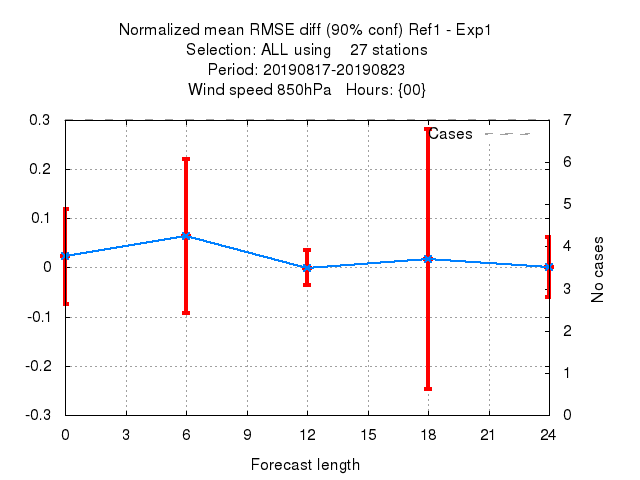 Normalized mean RMSE diff (90% conf) Ref1 - Exp1
Selection: ALL using    27 stations
Period: 20190817-20190823
Wind speed 850hPa   Hours: {00}
Cases
0.3
0.2
0.1
0
-0.1
-0.2
-0.3
7
6
5
4
3
2
1
0
No cases
0 3 6 9 12 15 18 21 24
Forecast length